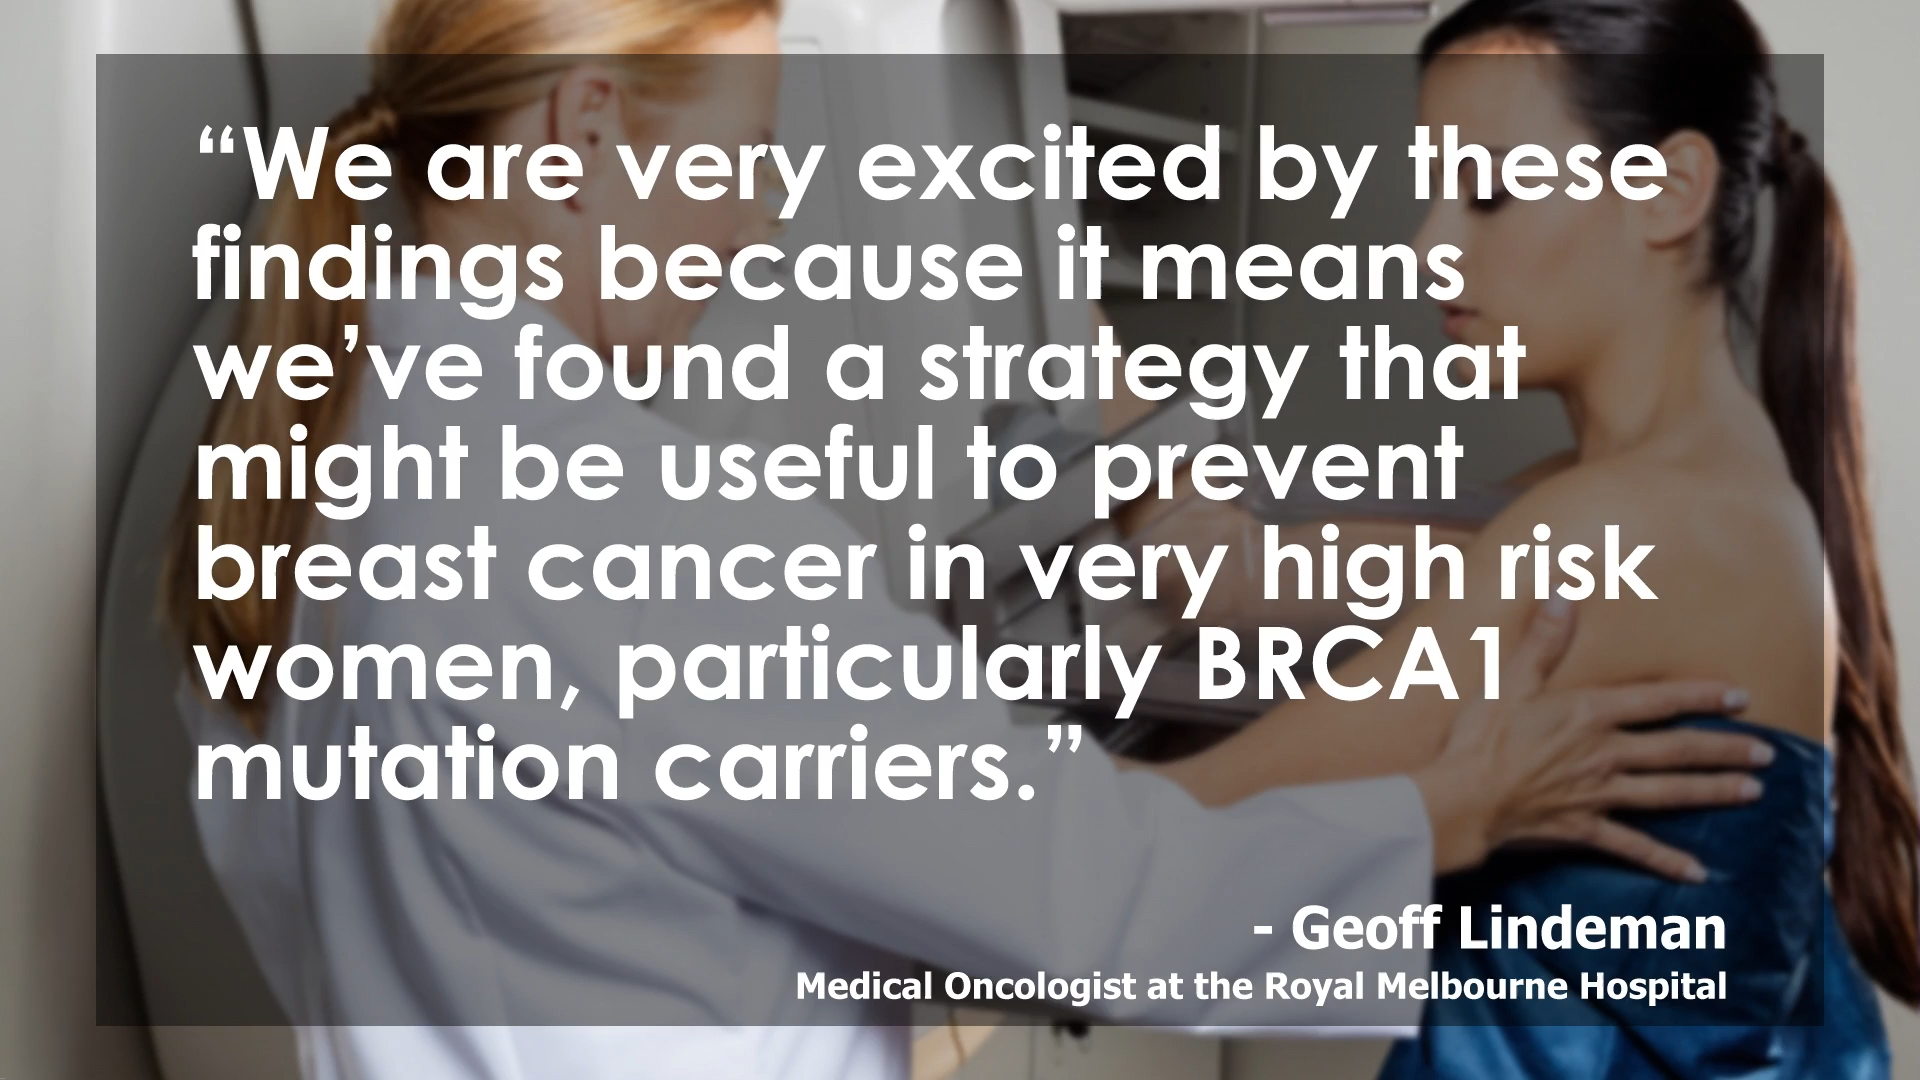 “We are very excited by these
findings because it means
we’ve found a strategy that
might be useful to prevent
breast cancer in very high risk
women, particularly BRCA1
mutation carriers.”
- Geoff Lindeman
Medical Oncologist at the Royal Melbourne Hospital